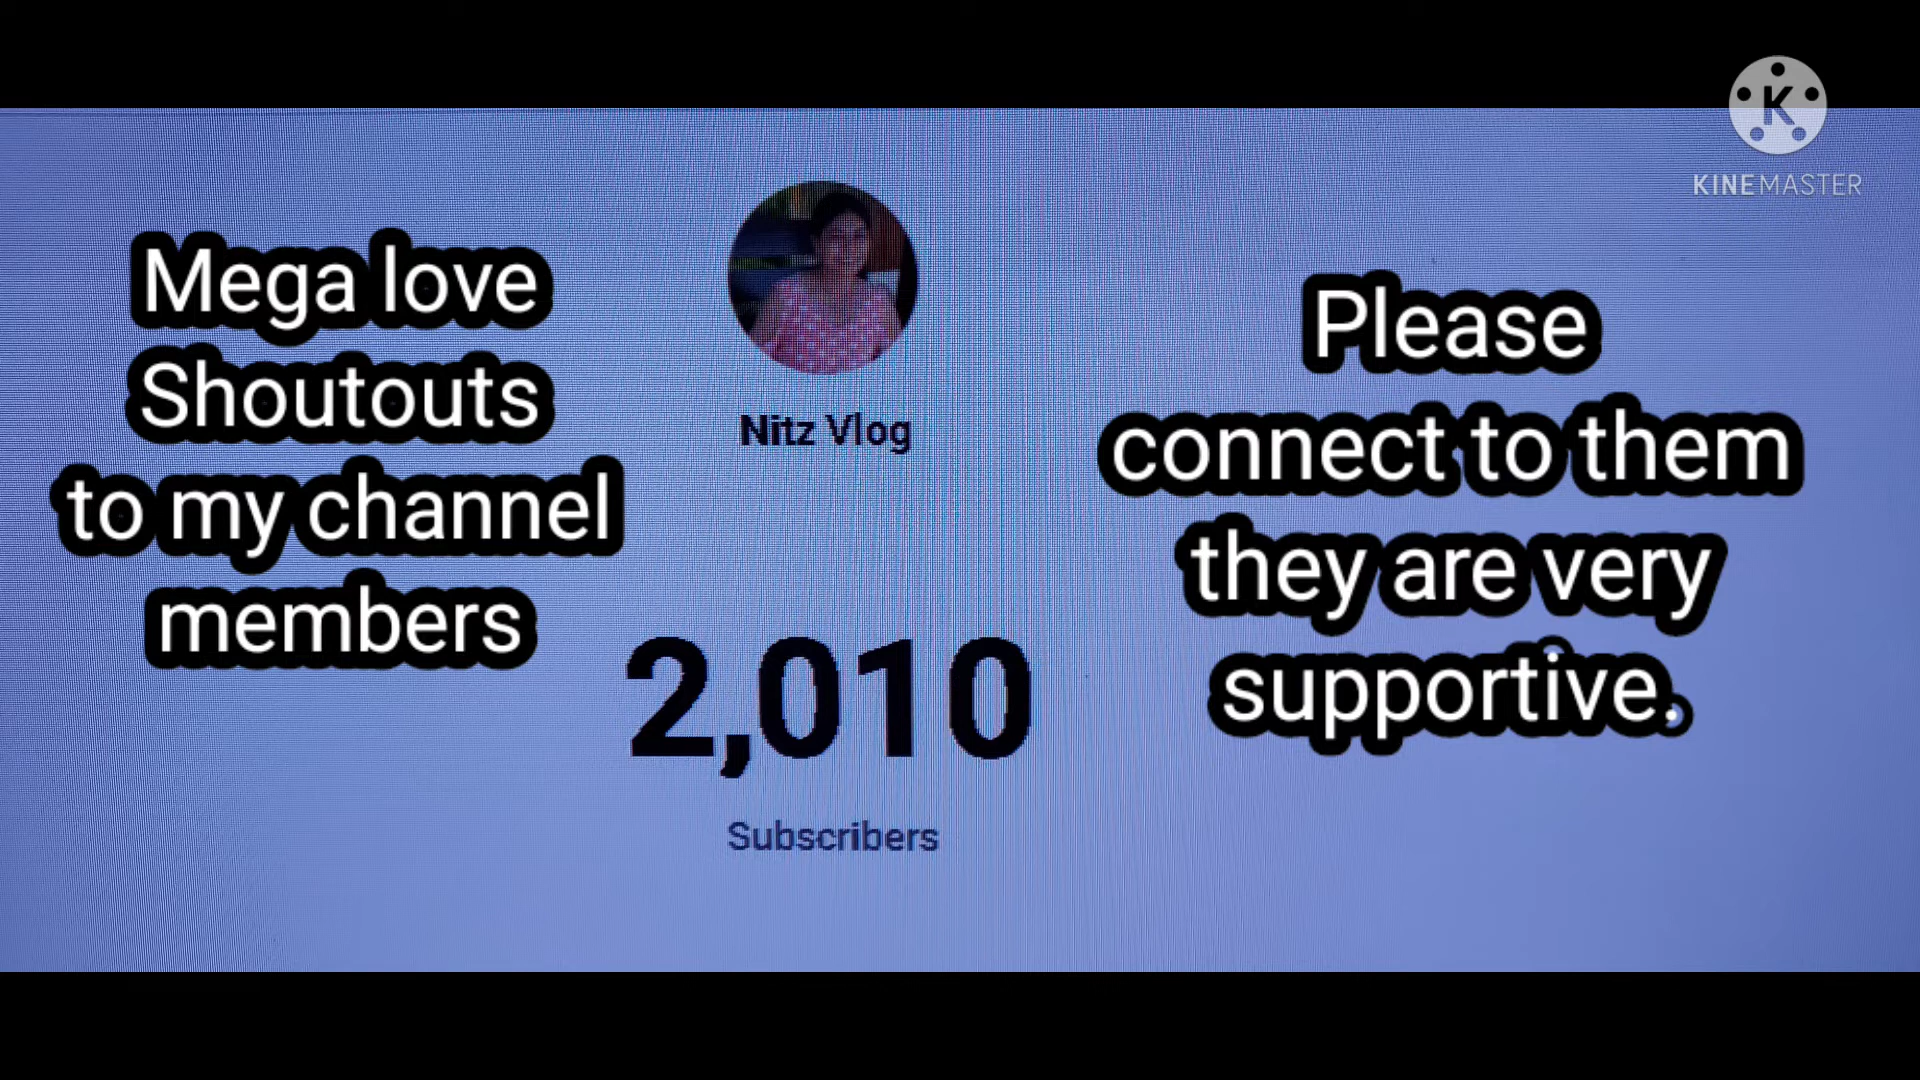 Mega love
Shoutouts
to my channel
members
Nitz Vlog
2,010
Subscribers
Please
connect to them
they are very
supportive.
K
KINEMASTER